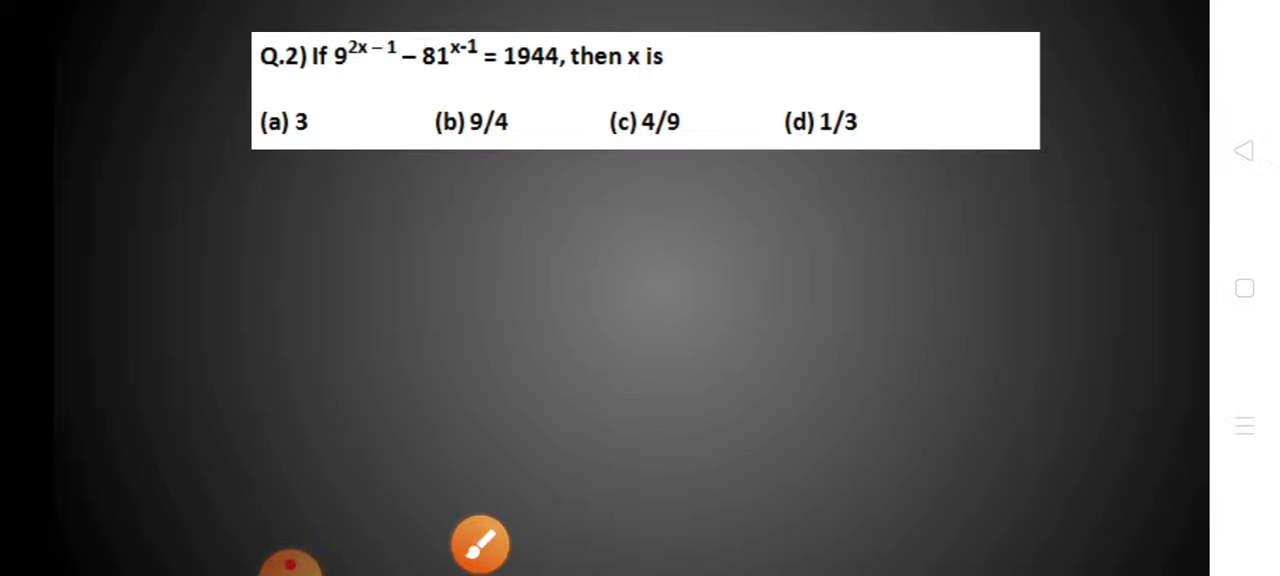 Q.2) If 9^(2x – 1) – 81^(x-1) = 1944, then x is
(a) 3 (b) 9/4 (c) 4/9 (d) 1/3